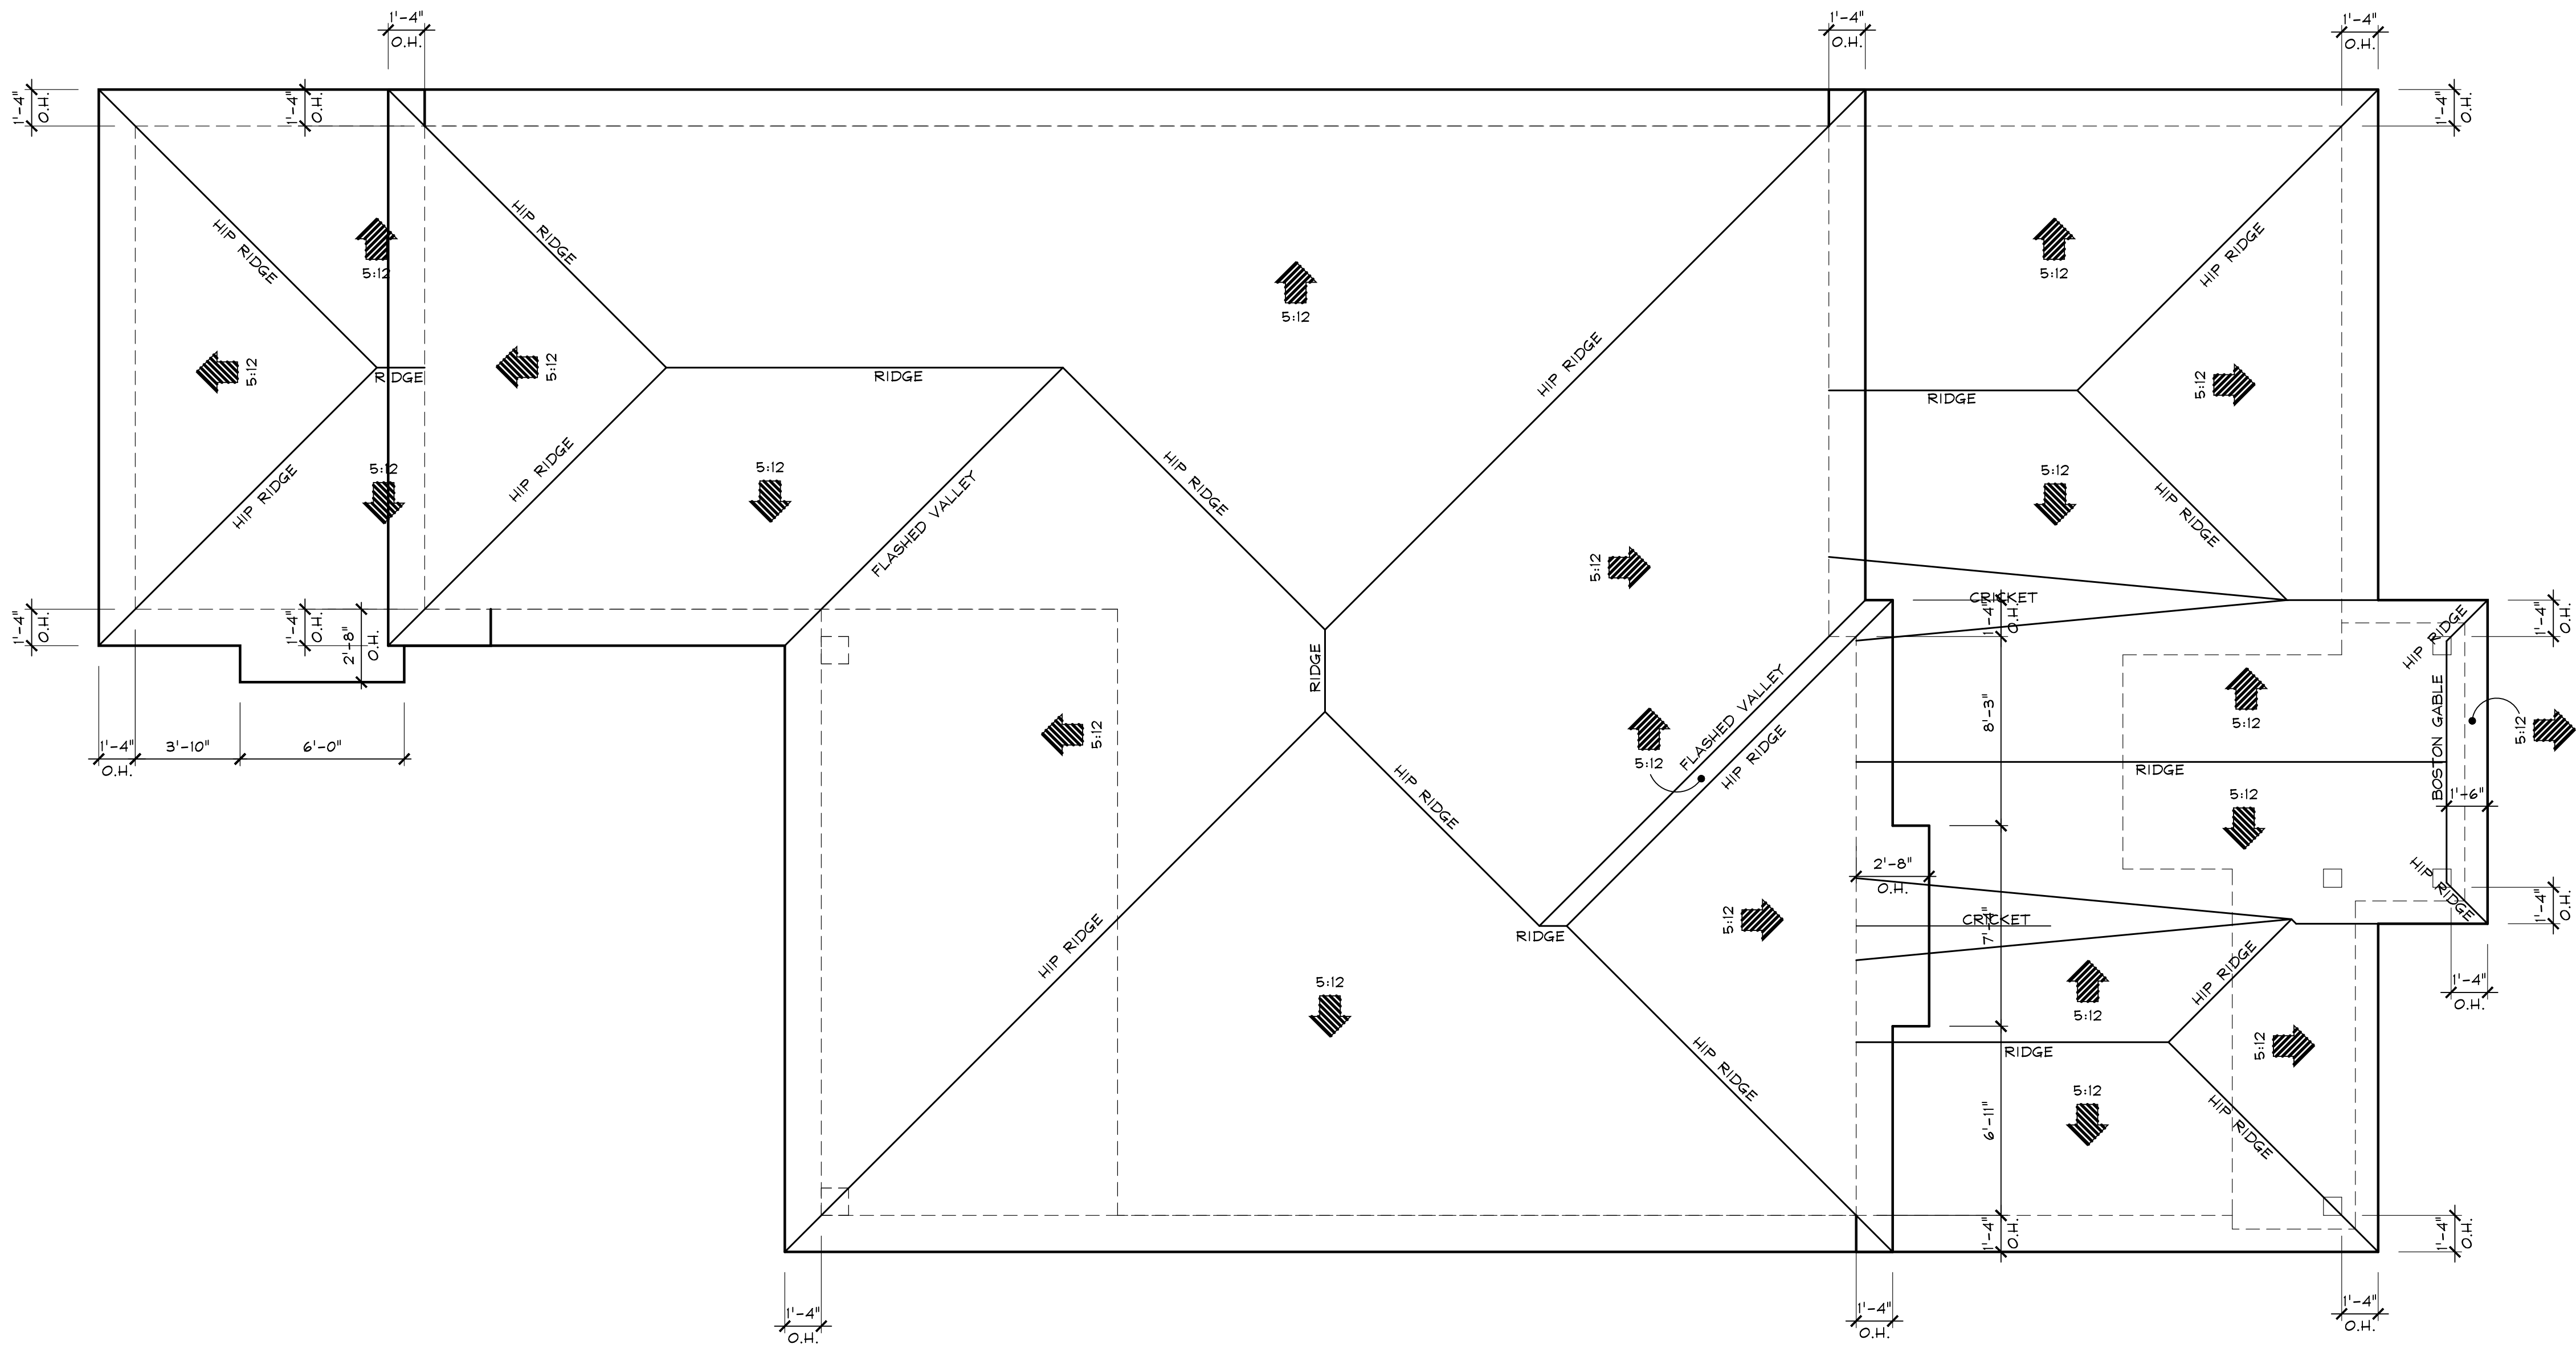 1'-4"
O.H.
1'-4"
O.H.
1'-4"
O.H.
1'-4"
O.H.
1'-4"
O.H.
1'-4"
O.H.
HIP RIDGE
HIP RIDGE
HIP RIDGE
5:12
5:12
5:12
HIP RIDGE
5:12
5:12
RIDGE
RIDGE
5:12
RIDGE
HIP RIDGE
HIP RIDGE
5:12
5:12
HIP RIDGE
5:12
HIP RIDGE
FLASHED VALLEY
5:12
HIP RIDGE
5:12
CRICKET
1'-4"
O.H.
1'-4"
O.H.
1'-4"
O.H.
2'-8"
O.H.
RIDGE
HIP RIDGE
1'-4"
O.H.
1'-4"
O.H.
3'-10"
6'-0"
5:12
5:12
FLASHED VALLEY
HIP RIDGE
8'-3"
5:12
BOSTON GABLE
5:12
RIDGE
HIP RIDGE
5:12
1'-6"
2'-8"
O.H.
HIP RIDGE
1'-4"
O.H.
HIP RIDGE
RIDGE
5:12
CRICKET
7'-4"
HIP RIDGE
1'-4"
O.H.
5:12
5:12
5:12
RIDGE
HIP RIDGE
5:12
6'-11"
HIP RIDGE
1'-4"
O.H.
1'-4"
O.H.
1'-4"
O.H.
1'-4"
O.H.
1'-4"
O.H.